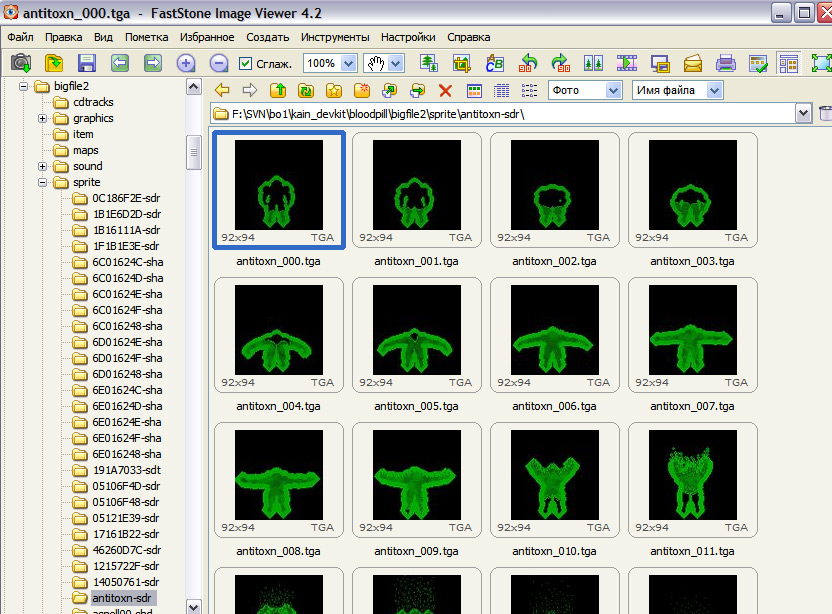 antitoxn_000.tga - FastStone Image Viewer 4.2
Файл Правка Вид Пометка Избранное Создать Инструменты Настройки Справка
Сглаж. 100%
Фото Имя файла
F:\SVN\bo1\kain_devkit\bloodpill\bigfile2\sprite\antitoxn-sdr\
bigfile2
cdtracks
graphics
item
maps
sound
sprite
0C186F2E-sdr
1B1E6D2D-sdr
1B16111A-sdr
1F1B1E3E-sdr
6C01624C-sha
6C01624D-sha
6C01624E-sha
6C01624F-sha
6C016248-sha
6D01624E-sha
6D01624F-sha
6D016248-sha
6E01624C-sha
6E01624D-sha
6E01624E-sha
6E01624F-sha
6E016248-sha
191A7033-sdt
05106F4D-sdr
05106F48-sdr
05121E39-sdr
17161B22-sdr
46260D7C-sdr
1215722F-sdr
14050761-sdr
antitoxn-sdr
92x94 TGA 92x94 TGA 92x94 TGA 92x94 TGA
antitoxn_000.tga antitoxn_001.tga antitoxn_002.tga antitoxn_003.tga
92x94 TGA 92x94 TGA 92x94 TGA 92x94 TGA
antitoxn_004.tga antitoxn_005.tga antitoxn_006.tga antitoxn_007.tga
92x94 TGA 92x94 TGA 92x94 TGA 92x94 TGA
antitoxn_008.tga antitoxn_009.tga antitoxn_010.tga antitoxn_011.tga